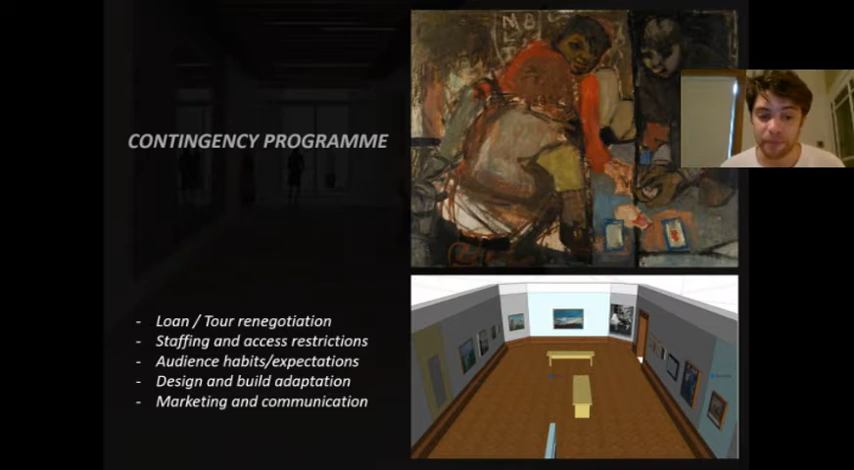 CONTINGENCY PROGRAMME
- Loan / Tour renegotiation
- Staffing and access restrictions
- Audience habits/expectations
- Design and build adaptation
- Marketing and communication